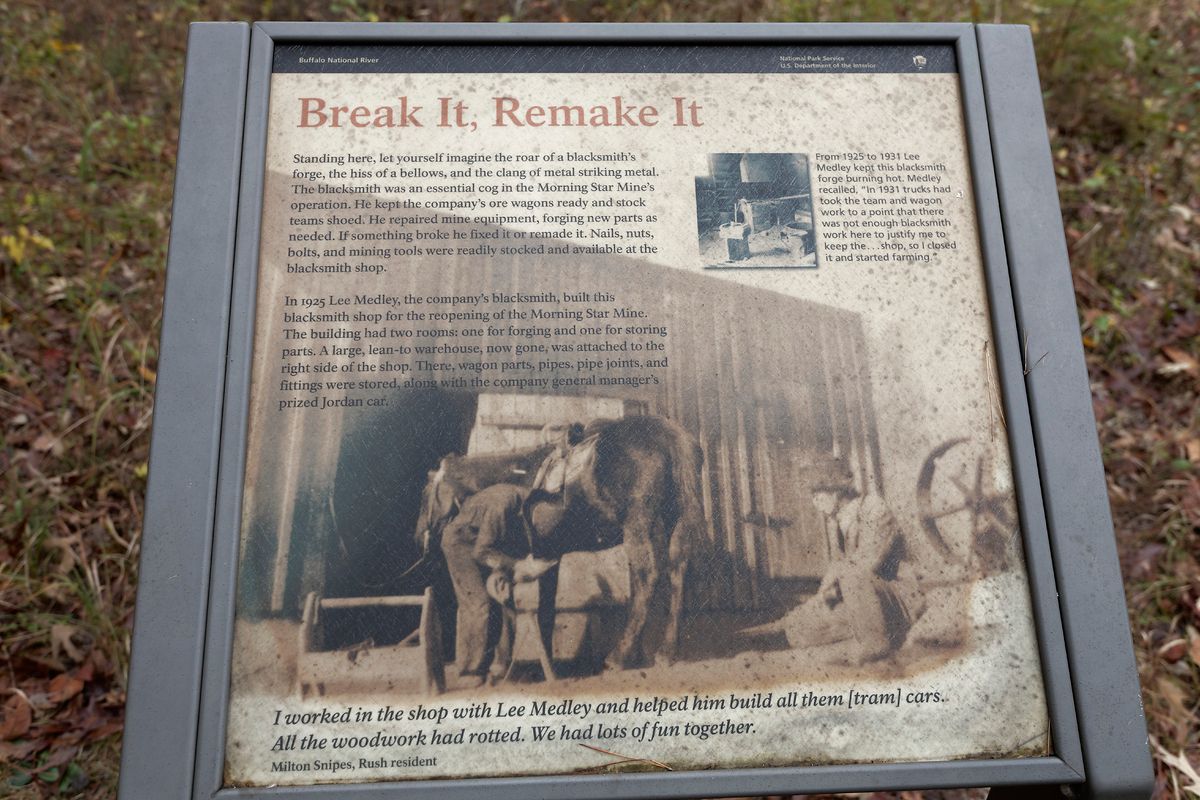 Buffalo National River
National Park Service
U.S. Department of the Interior
Break It, Remake It
Standing here, let yourself imagine the roar of a blacksmith's
forge, the hiss of a bellows, and the clang of metal striking metal.
The blacksmith was an essential cog in the Morning Star Mine's
operation. He kept the company's ore wagons ready and stock
teams shoed. He repaired mine equipment, forging new parts as
needed. If something broke he fixed it or remade it. Nails, nuts,
bolts, and mining tools were readily stocked and available at the
blacksmith shop.
In 1925 Lee Medley, the company's blacksmith, built this
blacksmith shop for the reopening of the Morning Star Mine.
The building had two rooms: one for forging and one for storing
parts. A large, lean-to warehouse, now gone, was attached to the
right side of the shop. There, wagon parts, pipes, pipe joints, and
fittings were stored, along with the company general manager's
prized Jordan car.
From 1925 to 1931 Lee
Medley kept this blacksmith
forge burning hot. Medley
recalled, "In 1931 trucks had
took the team and wagon
work to a point that there
was not enough blacksmith
work here to justify me to
keep the...shop, so I closed
it and started farming."
I worked in the shop with Lee Medley and helped him build all them [tram] cars.
All the woodwork had rotted. We had lots of fun together.
Milton Snipes, Rush resident